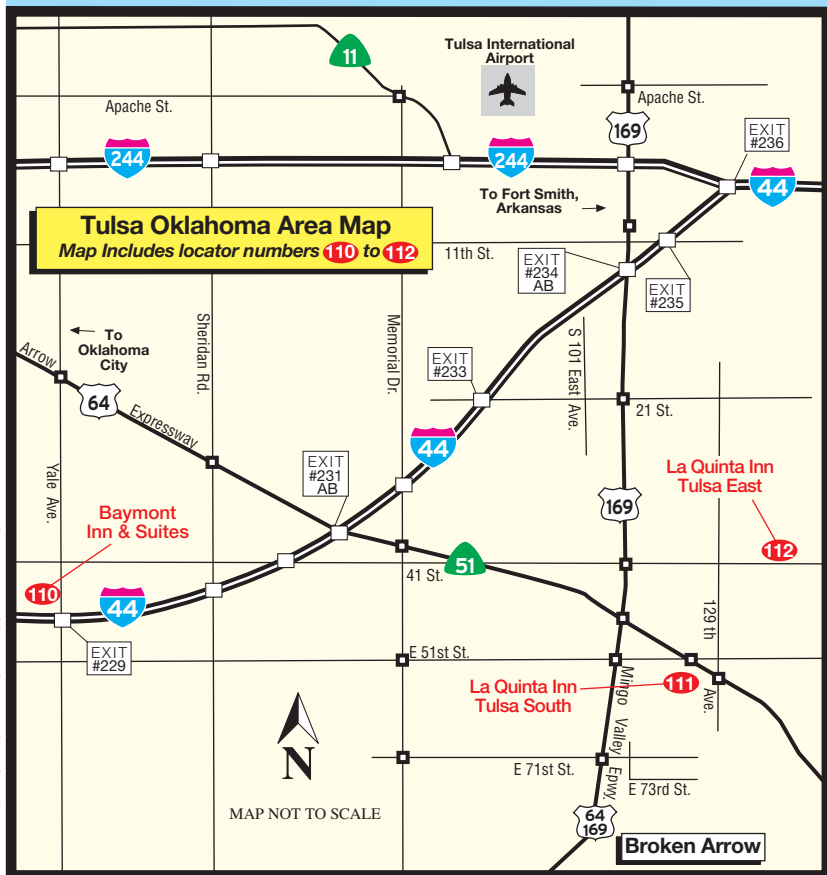 11
Tulsa International
Airport
Apache St.
Apache St.
169
EXIT
#236
244
244
44
To Fort Smith,
Arkansas
Tulsa Oklahoma Area Map
Map Includes locator numbers 110 to 112
11th St.
EXIT
#234
AB
EXIT
#235
To
Oklahoma
City
Sheridan Rd.
Memorial Dr.
S 101 East Ave.
Arrow
Expressway
64
EXIT
#233
21 St.
44
Yale Ave.
EXIT
#231
AB
La Quinta Inn
Tulsa East
Baymont
Inn & Suites
169
112
110
41 St.
51
44
129 th
Ave.
EXIT
#229
E 51st St.
La Quinta Inn
Tulsa South
111
Mingo Valley Epwy.
N
E 71st St.
E 73rd St.
MAP NOT TO SCALE
64
169
Broken Arrow